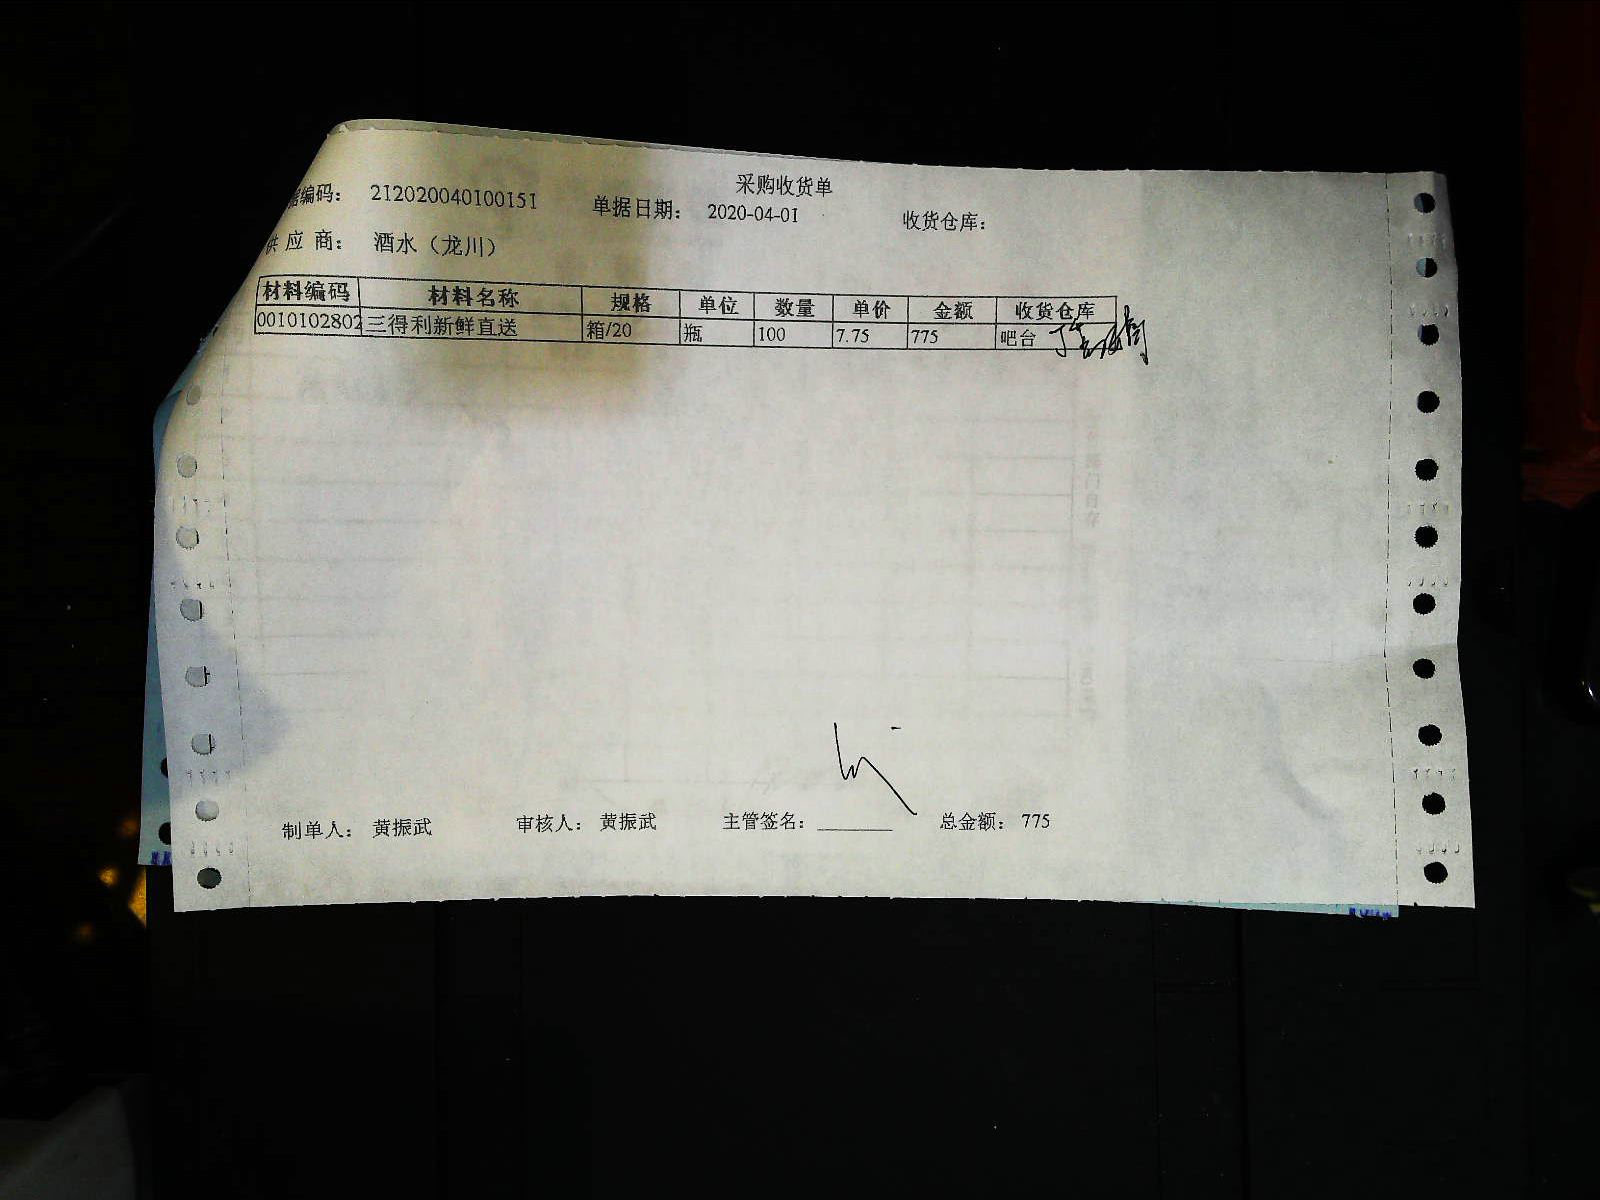 采购收货单
据编码： 212020040100151 单据日期： 2020-04-01 收货仓库：
供应商： 酒水（龙川）
材料编码 材料名称 规格 单位 数量 单价 金额 收货仓库
0010102802 三得利新鲜直送 箱/20 瓶 100 7.75 775 吧台
制单人： 黄振武 审核人： 黄振武 主管签名： 总金额： 775